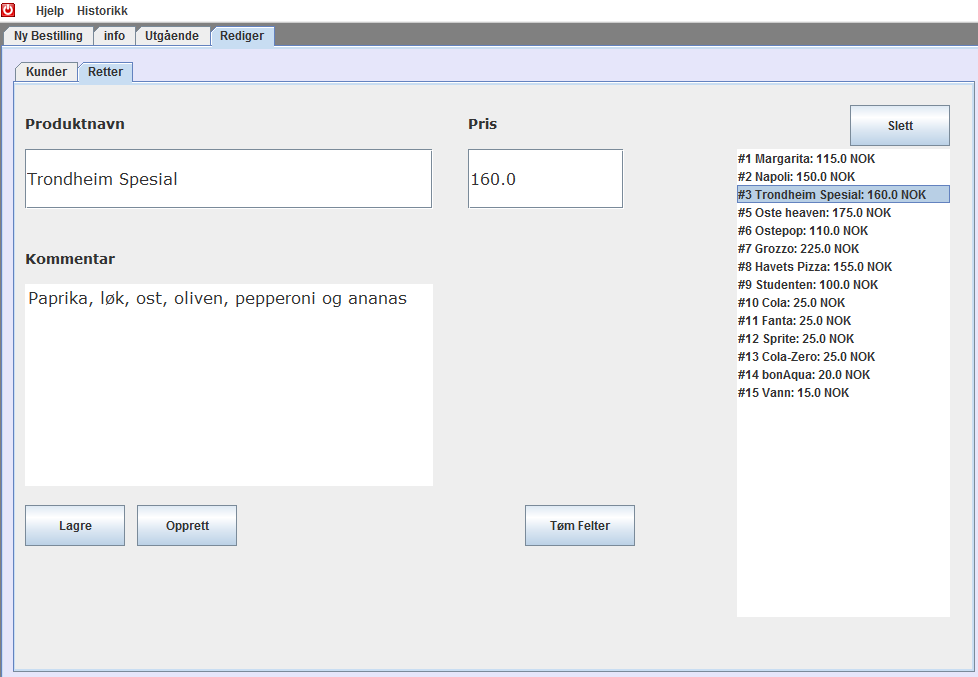 Hjelp Historikk
Ny Bestilling info Utgående Rediger
Kunder Retter
Produktnavn
Trondheim Spesial
Pris
160.0
Kommentar
Paprika, løk, ost, oliven, pepperoni og ananas
Lagre Opprett Tøm Felter
Slett
#1 Margarita: 115.0 NOK
#2 Napoli: 150.0 NOK
#3 Trondheim Spesial: 160.0 NOK
#5 Oste heaven: 175.0 NOK
#6 Ostepop: 110.0 NOK
#7 Grozzo: 225.0 NOK
#8 Havets Pizza: 155.0 NOK
#9 Studenten: 100.0 NOK
#10 Cola: 25.0 NOK
#11 Fanta: 25.0 NOK
#12 Sprite: 25.0 NOK
#13 Cola-Zero: 25.0 NOK
#14 bonAqua: 20.0 NOK
#15 Vann: 15.0 NOK